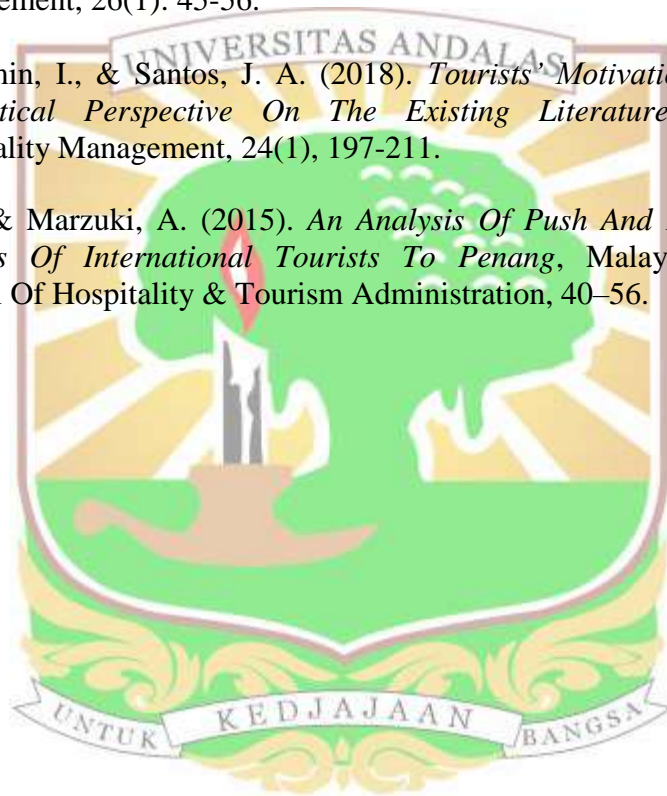 ement, 26(1). 45-56.
UNIVERSITAS ANDALAS
nin, I., & Santos, J. A. (2018). Tourists' Motivatio
tical Perspective On The Existing Literature
ality Management, 24(1), 197-211.
& Marzuki, A. (2015). An Analysis Of Push And
s Of International Tourists To Penang, Malay
Of Hospitality & Tourism Administration, 40–56.
UNTUK KEDJAJAAN BANGSA